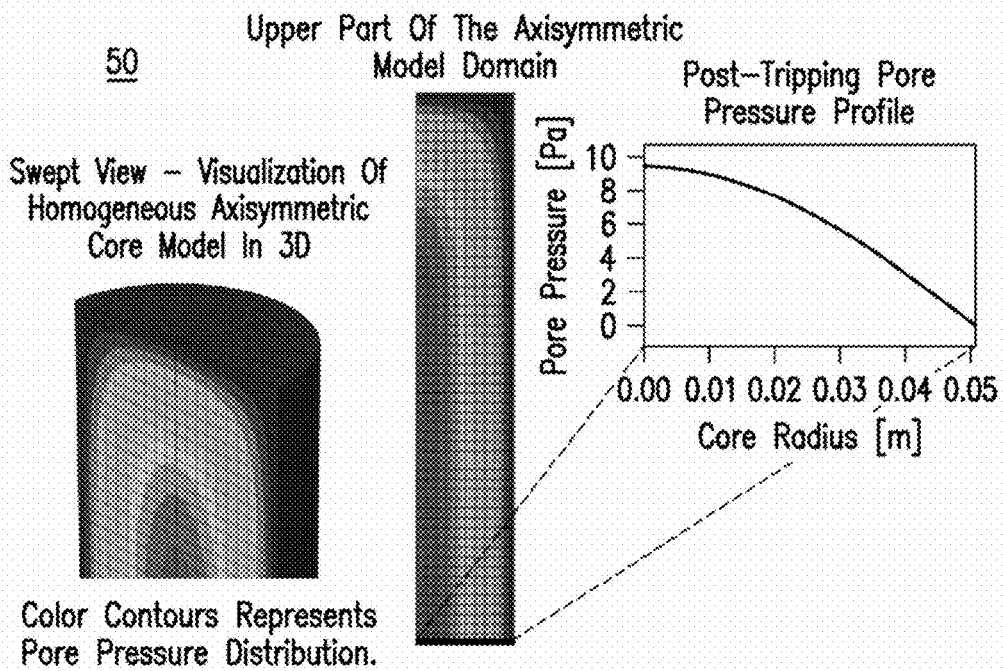 50
Upper Part Of The Axisymmetric
Model Domain
Post-Tripping Pore
Pressure Profile
Swept View - Visualization Of
Homogeneous Axisymmetric
Core Model In 3D
Pore Pressure [Pa]
10
8
6
4
2
0
0.00 0.01 0.02 0.03 0.04 0.05
Core Radius [m]
Color Contours Represents
Pore Pressure Distribution.